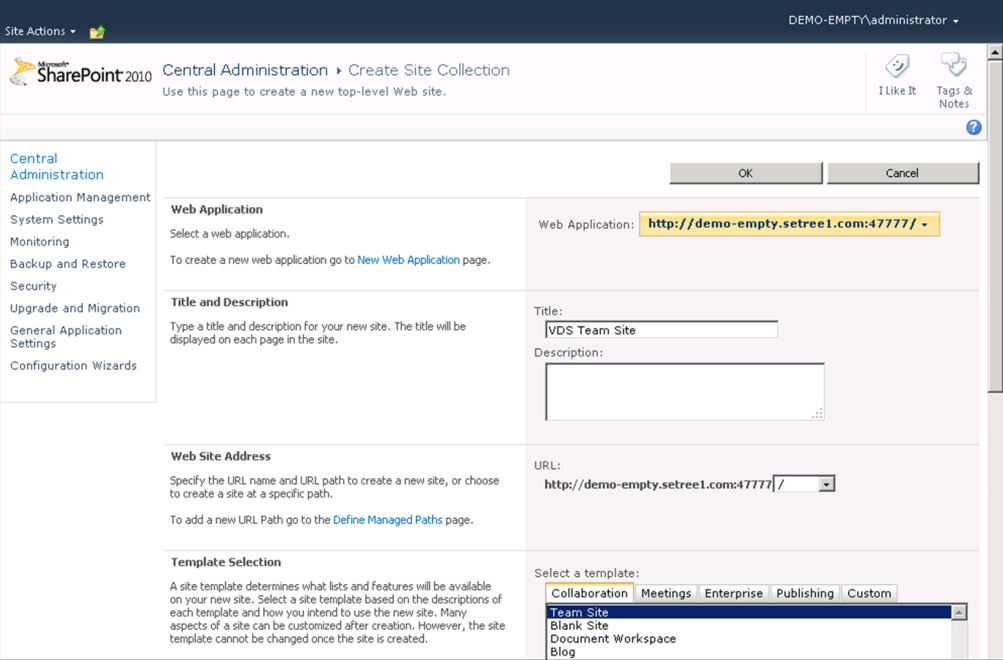 DEMO-EMPTY\administrator
Site Actions
Microsoft
SharePoint 2010
Central Administration Create Site Collection
Use this page to create a new top-level Web site.
I Like It
Tags &
Notes
Central
Administration
Application Management
System Settings
Monitoring
Backup and Restore
Security
Upgrade and Migration
General Application
Settings
Configuration Wizards
OK
Cancel
Web Application
Select a web application.
To create a new web application go to New Web Application page.
Web Application: http://demo-empty.setree1.com:47777/
Title and Description
Type a title and description for your new site. The title will be
displayed on each page in the site.
Title:
VDS Team Site
Description:
Web Site Address
Specify the URL name and URL path to create a new site, or choose
to create a site at a specific path.
To add a new URL Path go to the Define Managed Paths page.
URL:
http://demo-empty.setree1.com:47777 /
Template Selection
A site template determines what lists and features will be available
on your new site. Select a site template based on the descriptions of
each template and how you intend to use the new site. Many
aspects of a site can be customized after creation. However, the site
template cannot be changed once the site is created.
Select a template:
Collaboration Meetings Enterprise Publishing Custom
Team Site
Blank Site
Document Workspace
Blog